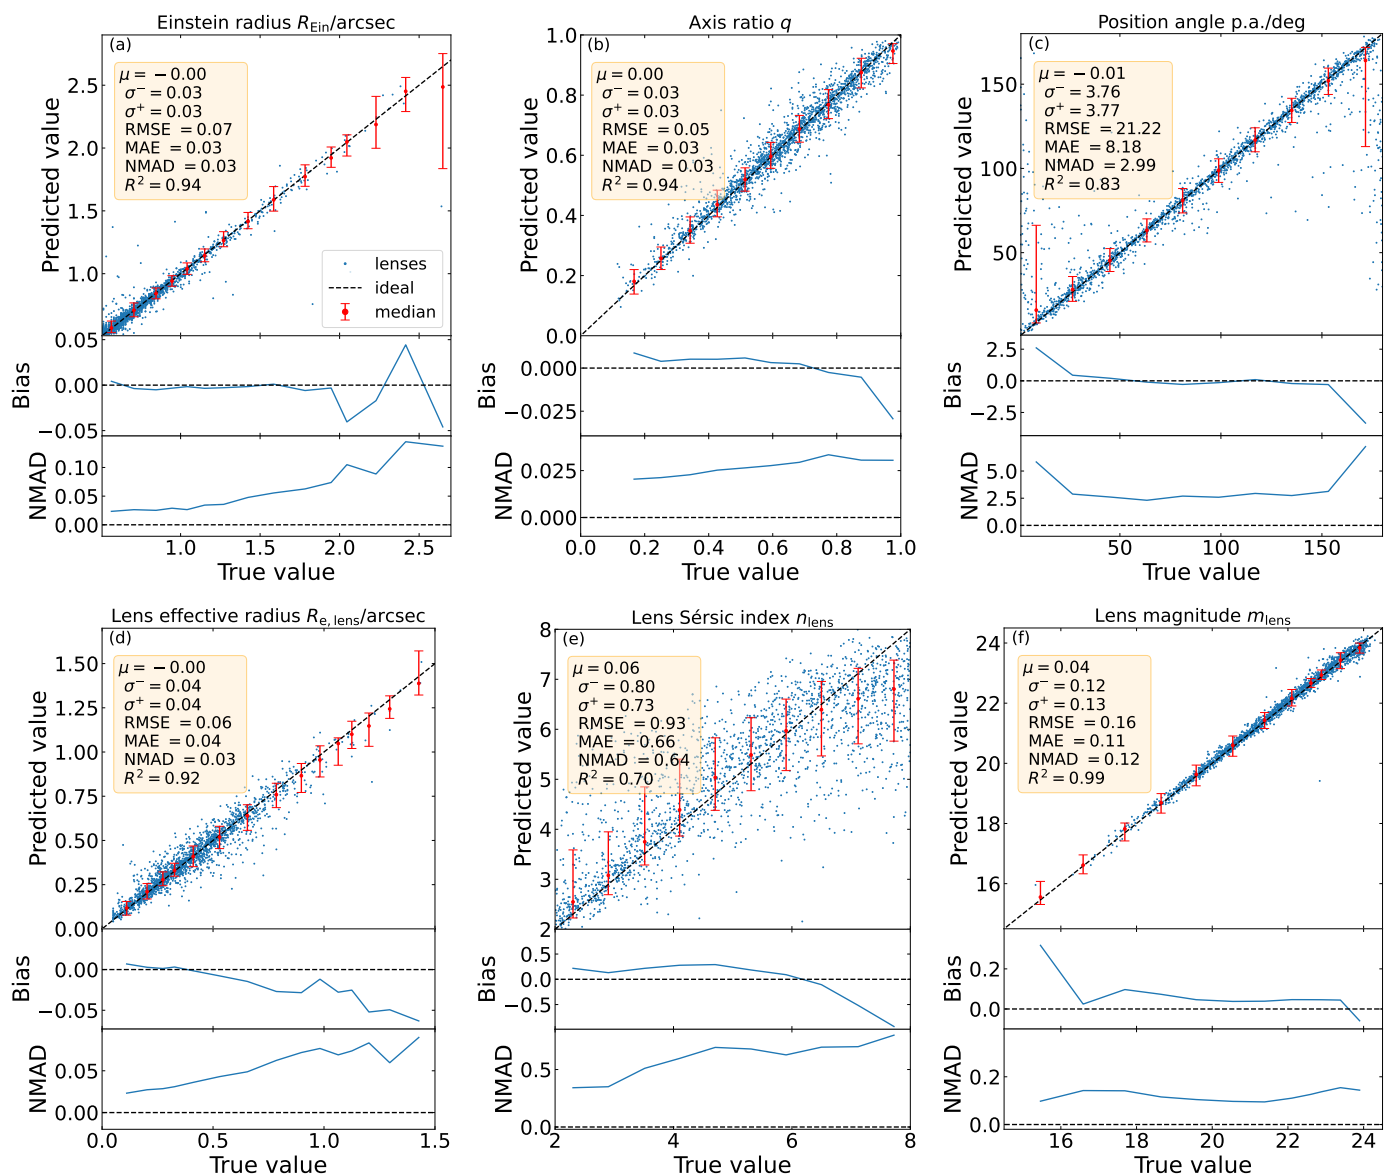 Einstein radius R_Ein/arcsec
(a)
μ = −0.00
σ⁻ = 0.03
σ⁺ = 0.03
RMSE = 0.07
MAE = 0.03
NMAD = 0.03
R² = 0.94
lenses
ideal
median
Predicted value
2.5
2.0
1.5
1.0
Bias
0.05
0.00
−0.05
NMAD
0.10
0.05
0.00
1.0 1.5 2.0 2.5
True value
Axis ratio q
(b)
μ = 0.00
σ⁻ = 0.03
σ⁺ = 0.03
RMSE = 0.05
MAE = 0.03
NMAD = 0.03
R² = 0.94
Predicted value
1.0
0.8
0.6
0.4
0.2
0.0
Bias
0.000
−0.025
NMAD
0.025
0.000
0.0 0.2 0.4 0.6 0.8 1.0
True value
Position angle p.a./deg
(c)
μ = −0.01
σ⁻ = 3.76
σ⁺ = 3.77
RMSE = 21.22
MAE = 8.18
NMAD = 2.99
R² = 0.83
Predicted value
150
100
50
Bias
2.5
0.0
−2.5
NMAD
5.0
2.5
0.0
50 100 150
True value
Lens effective radius R_e, lens/arcsec
(d)
μ = −0.00
σ⁻ = 0.04
σ⁺ = 0.04
RMSE = 0.06
MAE = 0.04
NMAD = 0.03
R² = 0.92
Predicted value
1.50
1.25
1.00
0.75
0.50
0.25
0.00
Bias
0.00
−0.05
NMAD
0.05
0.00
0.0 0.5 1.0 1.5
True value
Lens Sérsic index n_lens
(e)
μ = 0.06
σ⁻ = 0.80
σ⁺ = 0.73
RMSE = 0.93
MAE = 0.66
NMAD = 0.64
R² = 0.70
Predicted value
8
7
6
5
4
3
2
Bias
0.5
0.0
−0.5
NMAD
0.5
0.0
2 4 6 8
True value
Lens magnitude m_lens
(f)
μ = 0.04
σ⁻ = 0.12
σ⁺ = 0.13
RMSE = 0.16
MAE = 0.11
NMAD = 0.12
R² = 0.99
Predicted value
24
22
20
18
16
Bias
0.2
0.0
NMAD
0.2
0.0
16 18 20 22 24
True value